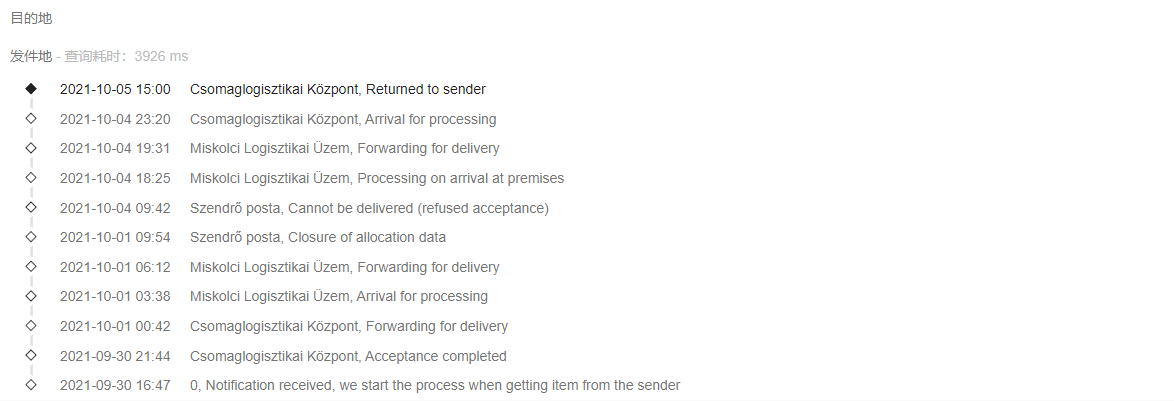 目的地
发件地 - 查询耗时：3926 ms
2021-10-05 15:00 Csomaglogisztikai Központ, Returned to sender
2021-10-04 23:20 Csomaglogisztikai Központ, Arrival for processing
2021-10-04 19:31 Miskolci Logisztikai Üzem, Forwarding for delivery
2021-10-04 18:25 Miskolci Logisztikai Üzem, Processing on arrival at premises
2021-10-04 09:42 Szendrő posta, Cannot be delivered (refused acceptance)
2021-10-01 09:54 Szendrő posta, Closure of allocation data
2021-10-01 06:12 Miskolci Logisztikai Üzem, Forwarding for delivery
2021-10-01 03:38 Miskolci Logisztikai Üzem, Arrival for processing
2021-10-01 00:42 Csomaglogisztikai Központ, Forwarding for delivery
2021-09-30 21:44 Csomaglogisztikai Központ, Acceptance completed
2021-09-30 16:47 0, Notification received, we start the process when getting item from the sender